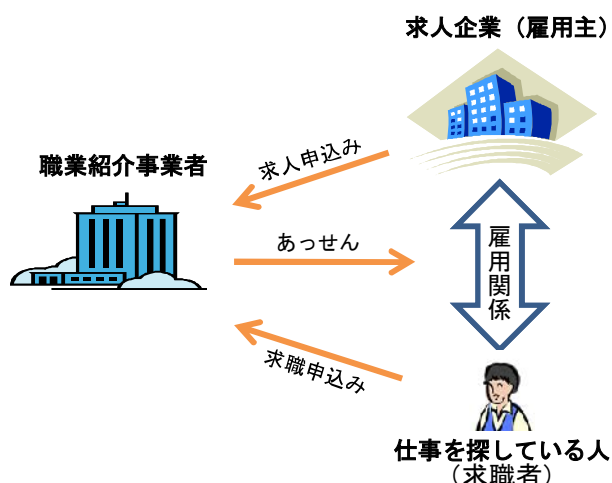 求人企業（雇用主）
職業紹介事業者
求人申込み
あっせん
雇用関係
求職申込み
仕事を探している人
（求職者）